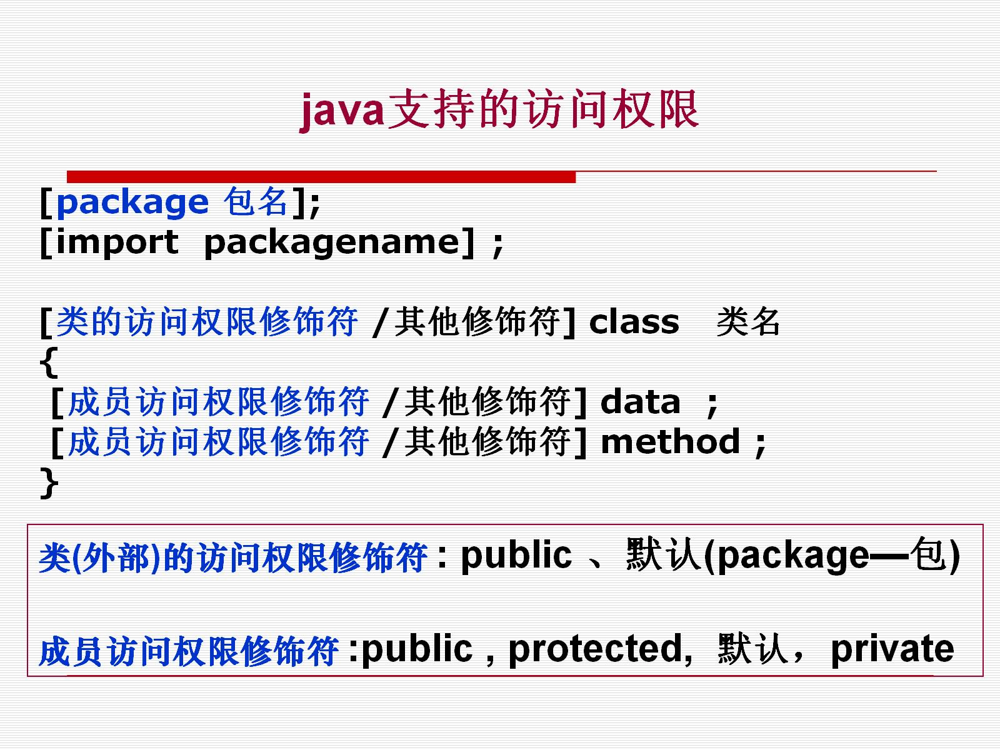 java支持的访问权限
[package 包名];
[import packagename] ;
[类的访问权限修饰符 /其他修饰符] class 类名
{
[成员访问权限修饰符 /其他修饰符] data ;
[成员访问权限修饰符 /其他修饰符] method ;
}
类(外部)的访问权限修饰符 : public 、默认(package—包)
成员访问权限修饰符 :public , protected, 默认， private